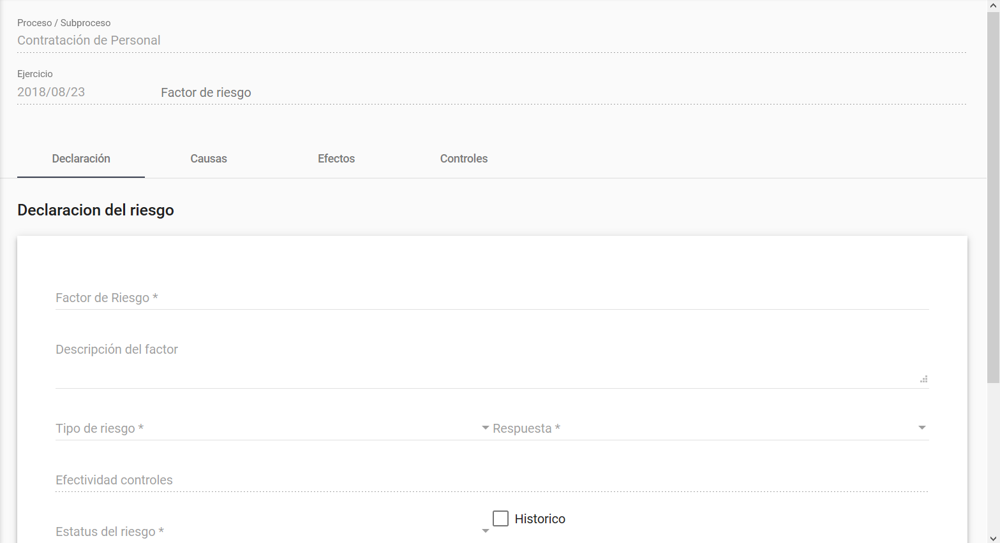 Proceso / Subproceso
Contratación de Personal
Ejercicio
2018/08/23 Factor de riesgo
Declaración Causas Efectos Controles
Declaracion del riesgo
Factor de Riesgo *
Descripción del factor
Tipo de riesgo * Respuesta *
Efectividad controles
Historico
Estatus del riesgo *